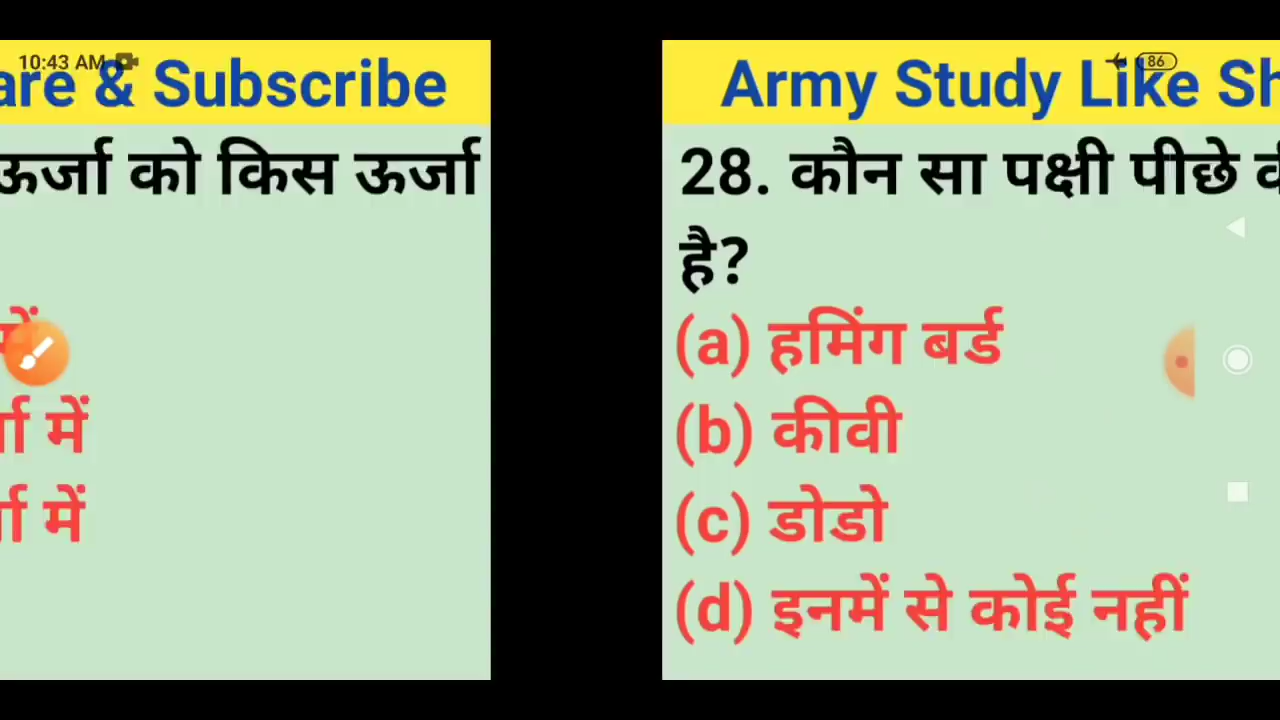 10:43 AM
are & Subscribe
ऊर्जा को किस ऊर्जा
में
र्जा में
र्जा में
86
Army Study Like Sh
28. कौन सा पक्षी पीछे
है?
(a) हमिंग बर्ड
(b) कीवी
(c) डोडो
(d) इनमें से कोई नहीं